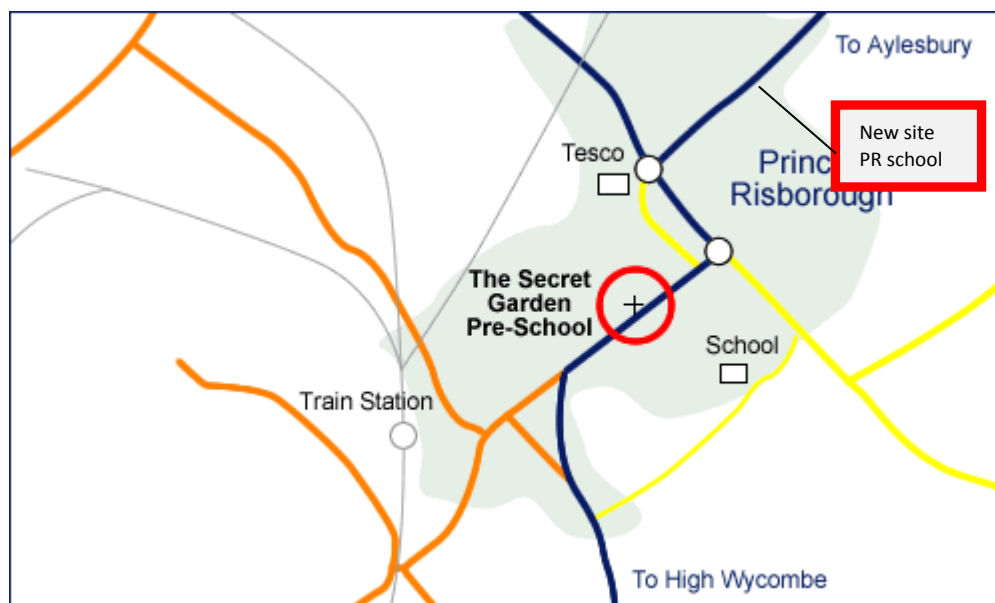 To Aylesbury
New site
PR school
Tesco
Princ
Risborough
The Secret
Garden
Pre-School
School
Train Station
To High Wycombe